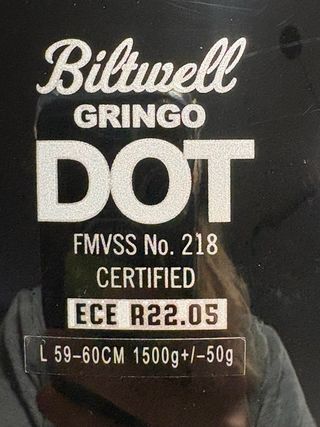 Biltwell
GRINGO
DOT
FMVSS No. 218
CERTIFIED
ECE R22.05
L 59-60CM 1500g+/-50g